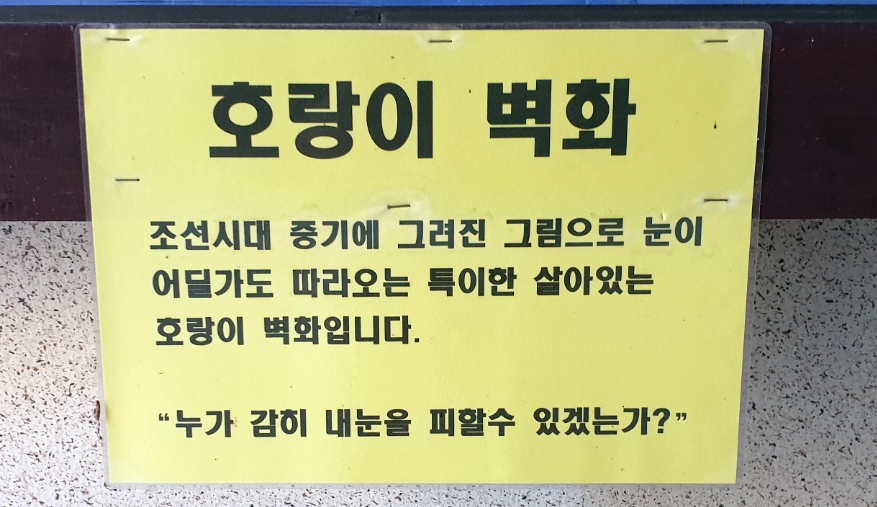 호랑이 벽화
조선시대 중기에 그려진 그림으로 눈이
어딜가도 따라오는 특이한 살아있는
호랑이 벽화입니다.
“누가 감히 내눈을 피할수 있겠는가?”